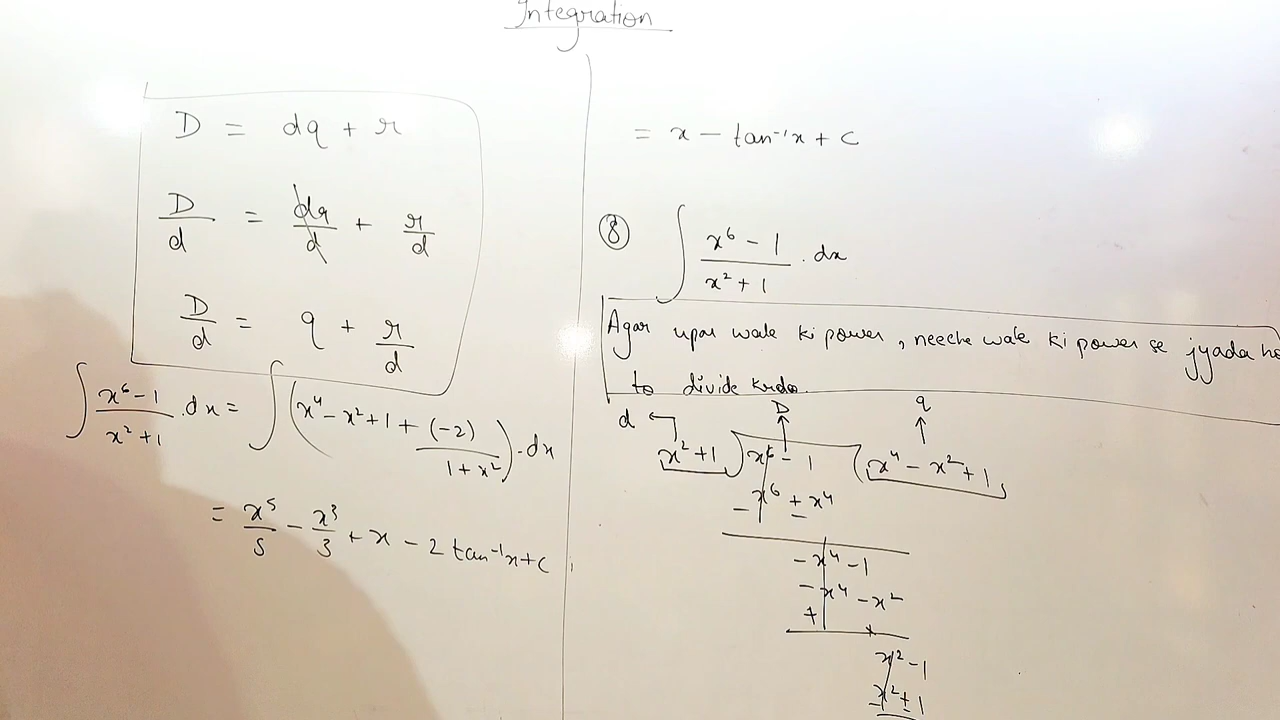 Integration
D = dq + r
D/d = dq/d + r/d
D/d = q + r/d
∫ x⁶ - 1 / x² + 1 . dx = ∫ (x⁴ - x² + 1 + (-2) / 1 + x²) . dx
= x⁵/5 - x³/3 + x - 2 tan⁻¹x + c
= x - tan⁻¹x + c
⑧ ∫ x⁶ - 1 / x² + 1 . dx
Agar upar wale ki power , neeche wale ki power se jyada ho
to divide krdo.
d D q
x² + 1 ) x⁶ - 1 ( x⁴ - x² + 1
- x⁶ ± x⁴
- x⁴ - 1
- x⁴ - x²
+ +
x² - 1
- x² ± 1